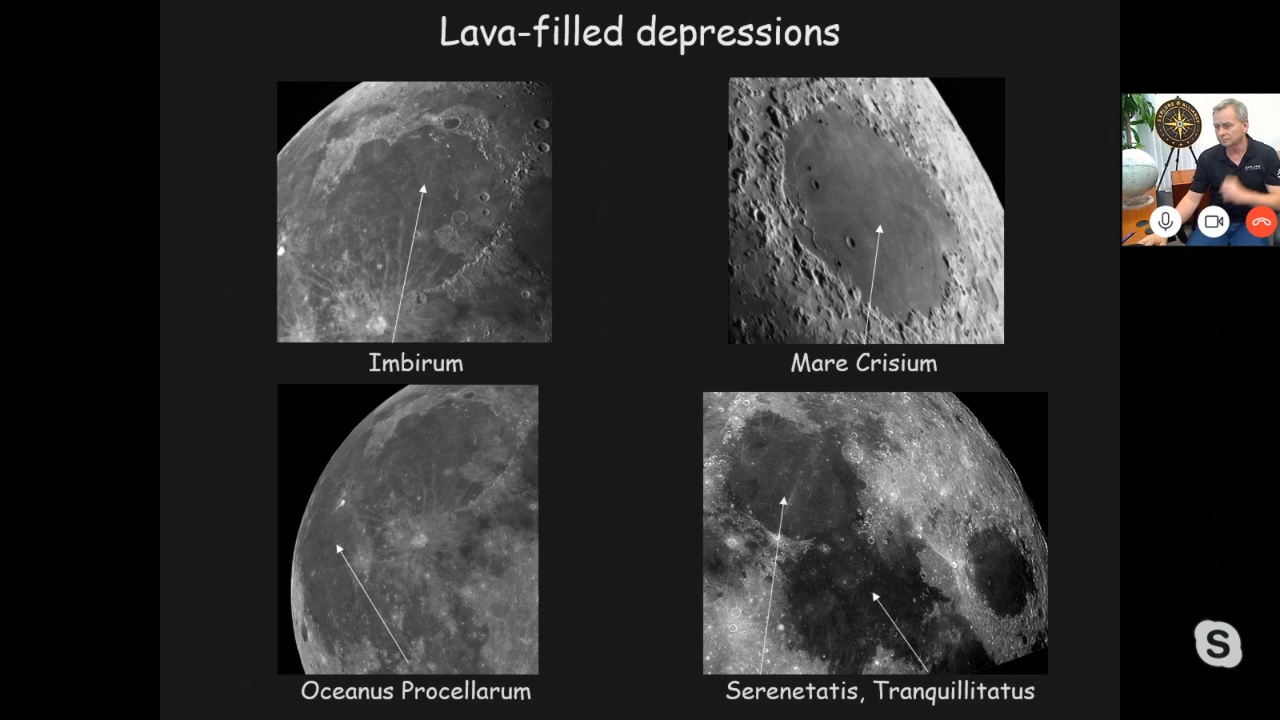 Lava-filled depressions
Imbirum
Mare Crisium
Oceanus Procellarum
Serenetatis, Tranquillitatus
S